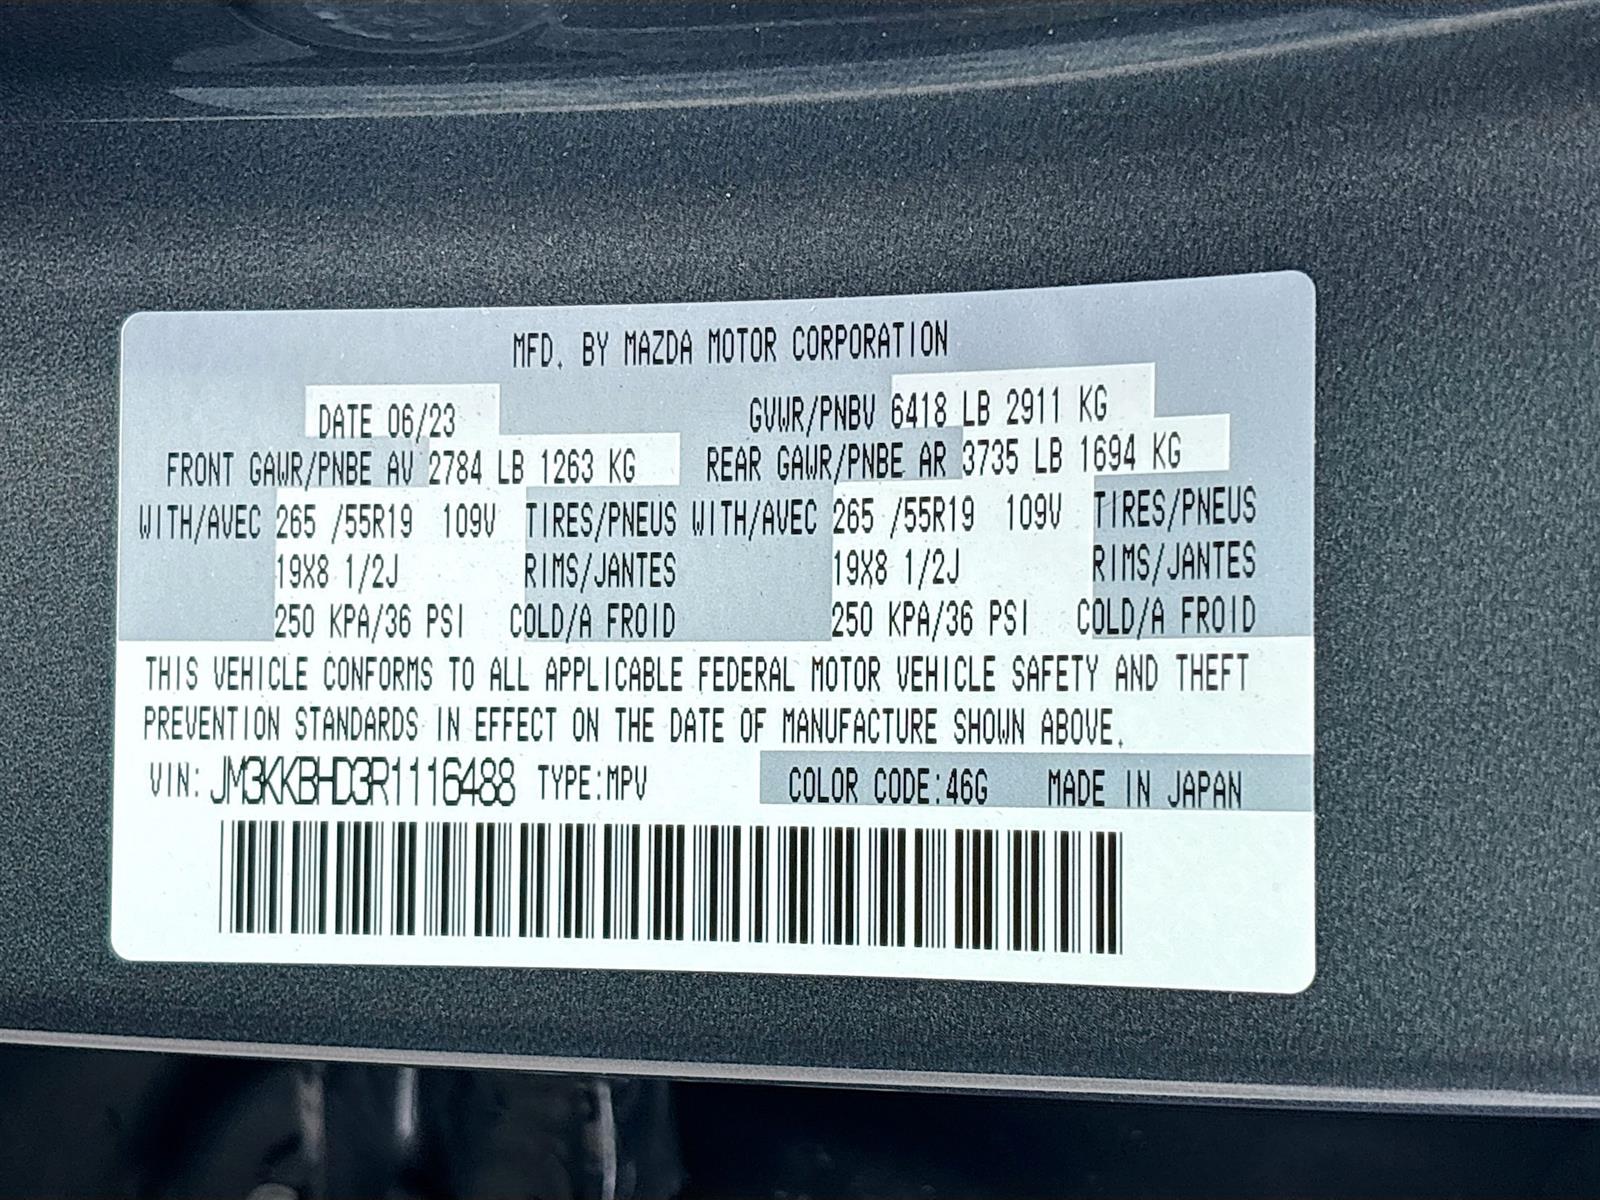 MFD. BY MAZDA MOTOR CORPORATION
DATE 06/23 GVWR/PNBV 6418 LB 2911 KG
FRONT GAWR/PNBE AV 2784 LB 1263 KG REAR GAWR/PNBE AR 3735 LB 1694 KG
WITH/AVEC 265 /55R19 109V TIRES/PNEUS WITH/AVEC 265 /55R19 109V TIRES/PNEUS
19X8 1/2J RIMS/JANTES 19X8 1/2J RIMS/JANTES
250 KPA/36 PSI COLD/A FROID 250 KPA/36 PSI COLD/A FROID
THIS VEHICLE CONFORMS TO ALL APPLICABLE FEDERAL MOTOR VEHICLE SAFETY AND THEFT
PREVENTION STANDARDS IN EFFECT ON THE DATE OF MANUFACTURE SHOWN ABOVE.
VIN: JM3KKBHD3R1116488 TYPE:MPV COLOR CODE:46G MADE IN JAPAN